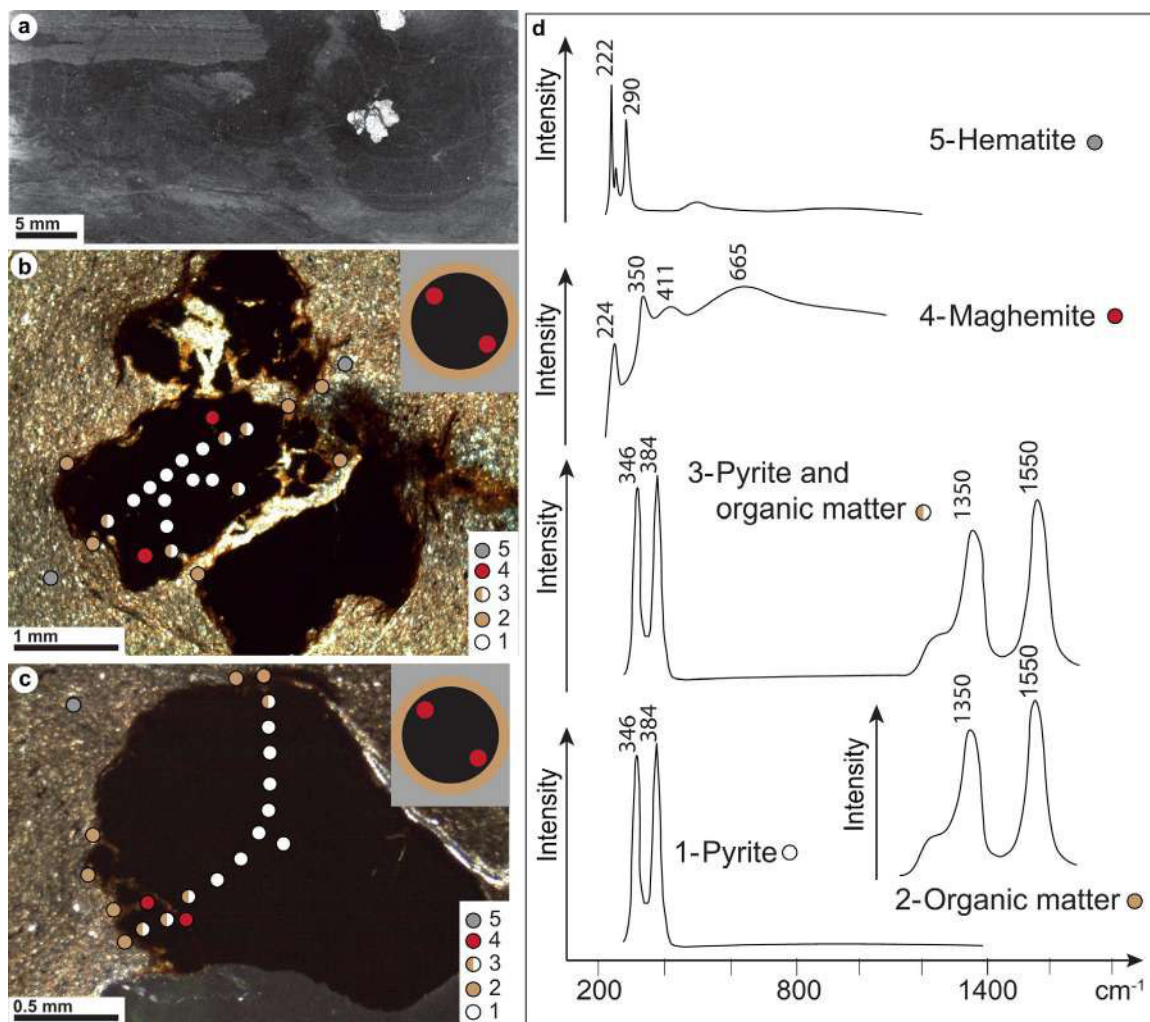 a
5 mm
b
5
4
3
2
1
1 mm
c
5
4
3
2
1
0.5 mm
d
Intensity
222
290
5-Hematite
Intensity
224
350
411
665
4-Maghemite
Intensity
346
384
3-Pyrite and
organic matter
1350
1550
Intensity
346
384
1-Pyrite
Intensity
1350
1550
2-Organic matter
200 800 1400 cm-1